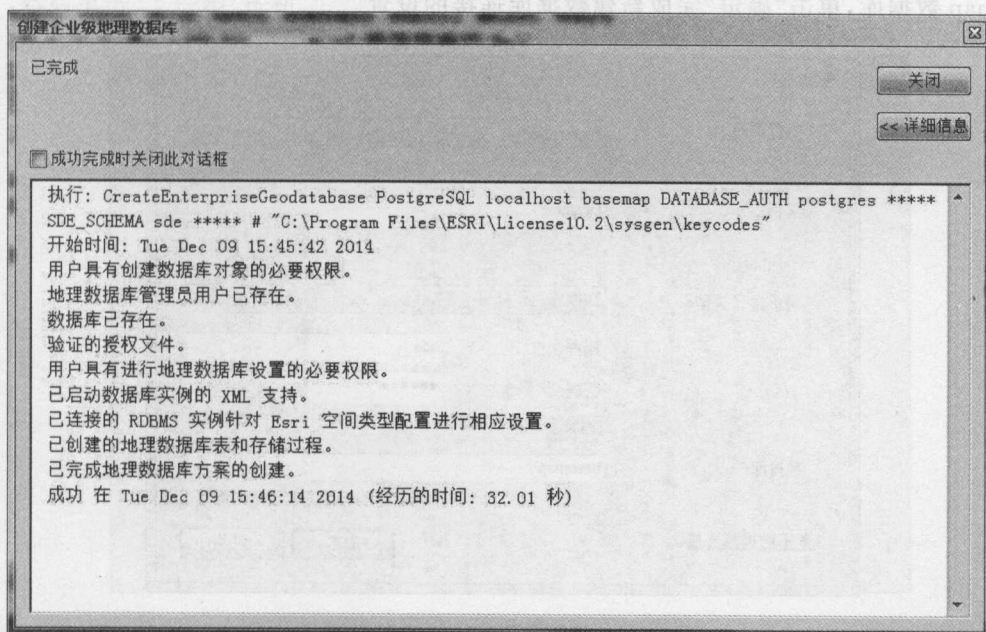 创建企业级地理数据库
已完成
关闭
<< 详细信息
成功完成时关闭此对话框
执行: CreateEnterpriseGeodatabase PostgreSQL localhost basemap DATABASE_AUTH postgres *****
SDE_SCHEMA sde ***** # "C:\Program Files\ESRI\License10.2\sysgen\keycodes"
开始时间: Tue Dec 09 15:45:42 2014
用户具有创建数据库对象的必要权限。
地理数据库管理员用户已存在。
数据库已存在。
验证的授权文件。
用户具有进行地理数据库设置的必要权限。
已启动数据库实例的 XML 支持。
已连接的 RDBMS 实例针对 Esri 空间类型配置进行相应设置。
已创建的地理数据库表和存储过程。
已完成地理数据库方案的创建。
成功 在 Tue Dec 09 15:46:14 2014 (经历的时间: 32.01 秒)